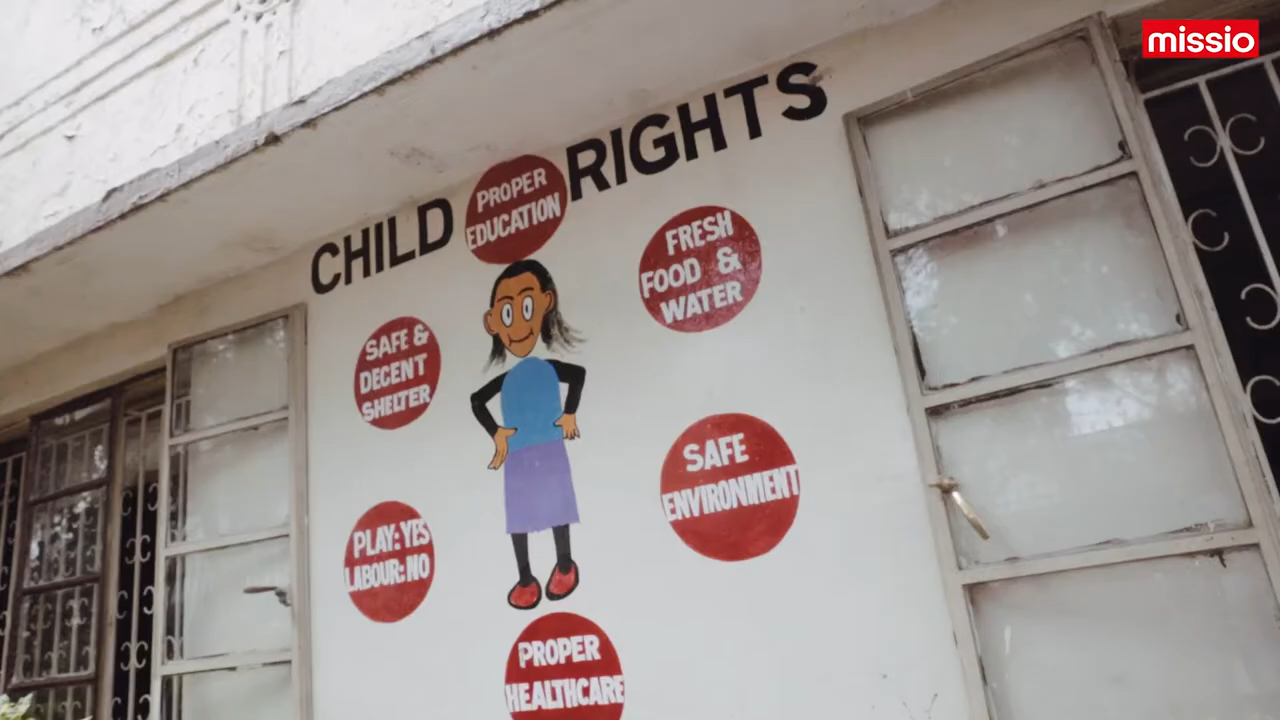 missio
CHILD RIGHTS
PROPER
EDUCATION
FRESH
FOOD &
WATER
SAFE &
DECENT
SHELTER
SAFE
ENVIRONMENT
PLAY: YES
LABOUR: NO
PROPER
HEALTHCARE